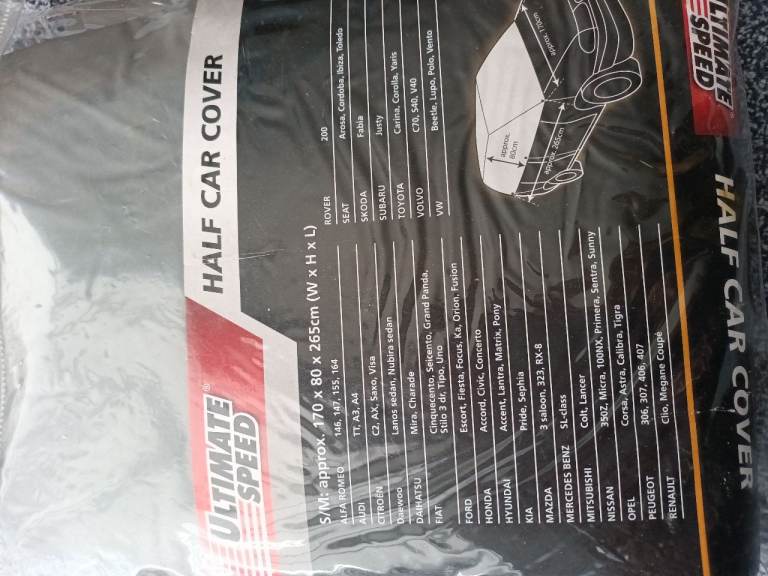 ULTIMATE SPEED®
HALF CAR COVER
S/M: approx. 170 x 80 x 265cm (W x H x L)
ALFA ROMEO 146, 147, 155, 164
AUDI TT, A3, A4
CITROËN C2, AX, Saxo, Visa
Daewoo Lanos sedan, Nubira sedan
DAIHATSU Mira, Charade
FIAT Cinquecento, Seicento, Grand Panda,
Stilo 3 dr, Tipo, Uno
FORD Escort, Fiesta, Focus, Ka, Orion, Fusion
HONDA Accord, Civic, Concerto
HYUNDAI Accent, Lantra, Matrix, Pony
KIA Pride, Sephia
MAZDA 3 saloon, 323, RX-8
MERCEDES BENZ SL-class
MITSUBISHI Colt, Lancer
NISSAN 350Z, Micra, 100NX, Primera, Sentra, Sunny
OPEL Corsa, Astra, Calibra, Tigra
PEUGEOT 306, 307, 406, 407
RENAULT Clio, Megane Coupé
ROVER 200
SEAT Arosa, Cordoba, Ibiza, Toledo
SKODA Fabia
SUBARU Justy
TOYOTA Carina, Corolla, Yaris
VOLVO C70, S40, V40
VW Beetle, Lupo, Polo, Vento
approx. 170cm
approx.
80cm
approx. 265cm
ULTIMATE
SPEED®
HALF CAR COVER